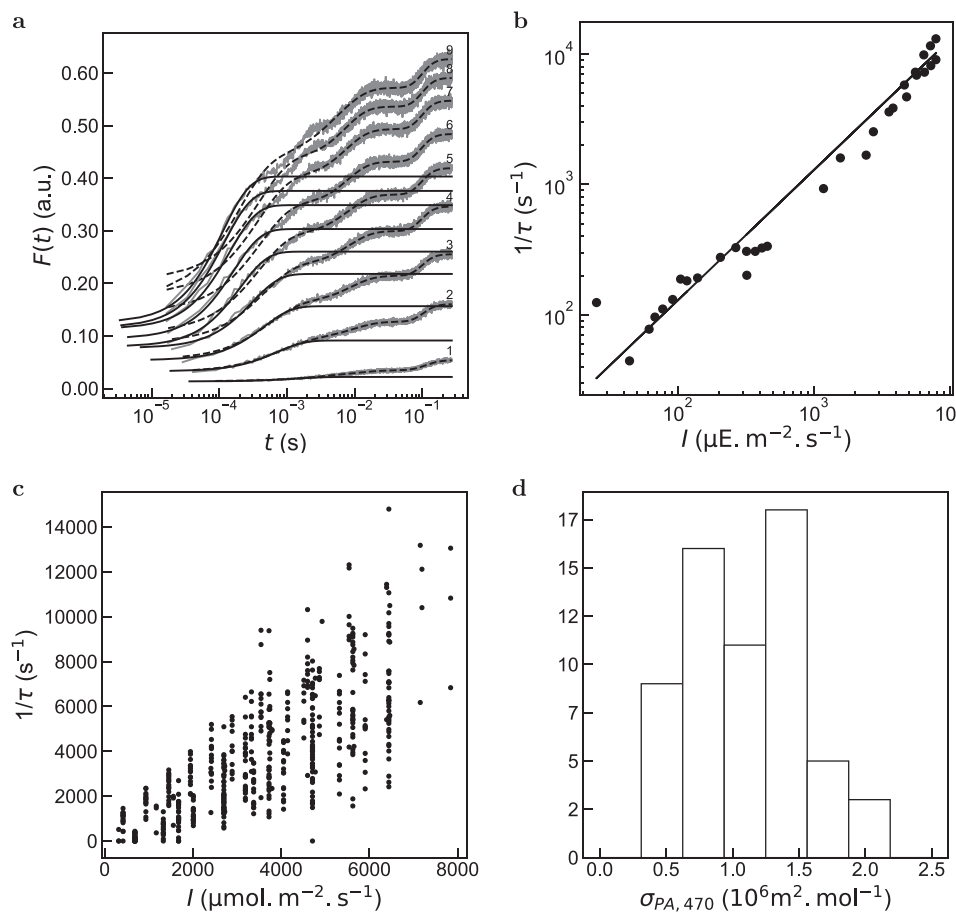 a
F(t) (a.u.)
0.60
0.50
0.40
0.30
0.20
0.10
0.00
9
8
7
6
5
4
3
2
1
10⁻⁵ 10⁻⁴ 10⁻³ 10⁻² 10⁻¹
t (s)
b
1/τ (s⁻¹)
10⁴
10³
10²
10² 10³ 10
I (µE. m⁻². s⁻¹)
c
1/τ (s⁻¹)
14000
12000
10000
8000
6000
4000
2000
0
0 2000 4000 6000 8000
I (µmol. m⁻². s⁻¹)
d
17
15
12
10
7
5
2
0
0.0 0.5 1.0 1.5 2.0 2.5
σPA, 470 (10⁶m². mol⁻¹)